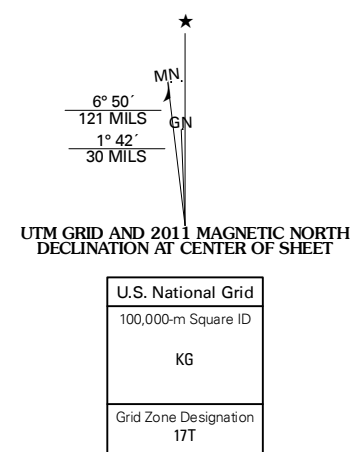 ★
MN.
6° 50´
121 MILS
GN
1° 42´
30 MILS
UTM GRID AND 2011 MAGNETIC NORTH
DECLINATION AT CENTER OF SHEET
U.S. National Grid
100,000-m Square ID
KG
Grid Zone Designation
17T